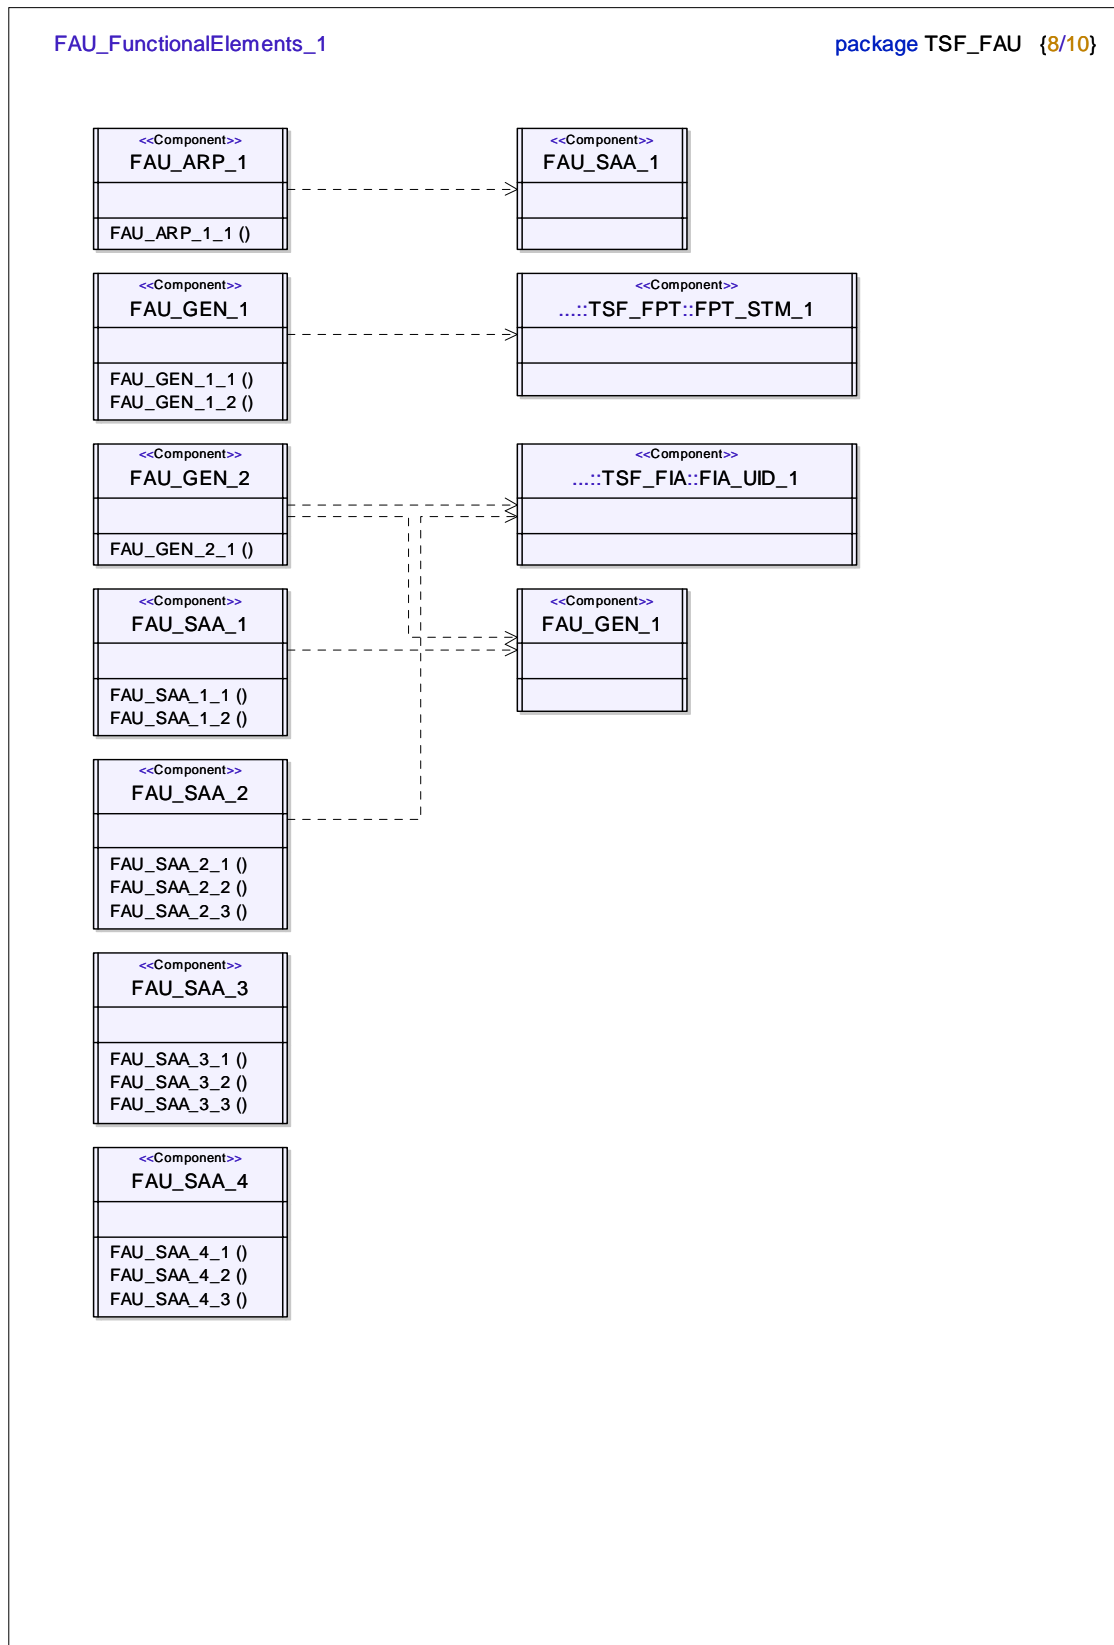 FAU_FunctionalElements_1
package TSF_FAU {8/10}
<<Component>>
FAU_ARP_1
FAU_ARP_1_1 ()
<<Component>>
FAU_SAA_1
<<Component>>
FAU_GEN_1
FAU_GEN_1_1 ()
FAU_GEN_1_2 ()
<<Component>>
...::TSF_FPT::FPT_STM_1
<<Component>>
FAU_GEN_2
FAU_GEN_2_1 ()
<<Component>>
...::TSF_FIA::FIA_UID_1
<<Component>>
FAU_SAA_1
FAU_SAA_1_1 ()
FAU_SAA_1_2 ()
<<Component>>
FAU_GEN_1
<<Component>>
FAU_SAA_2
FAU_SAA_2_1 ()
FAU_SAA_2_2 ()
FAU_SAA_2_3 ()
<<Component>>
FAU_SAA_3
FAU_SAA_3_1 ()
FAU_SAA_3_2 ()
FAU_SAA_3_3 ()
<<Component>>
FAU_SAA_4
FAU_SAA_4_1 ()
FAU_SAA_4_2 ()
FAU_SAA_4_3 ()